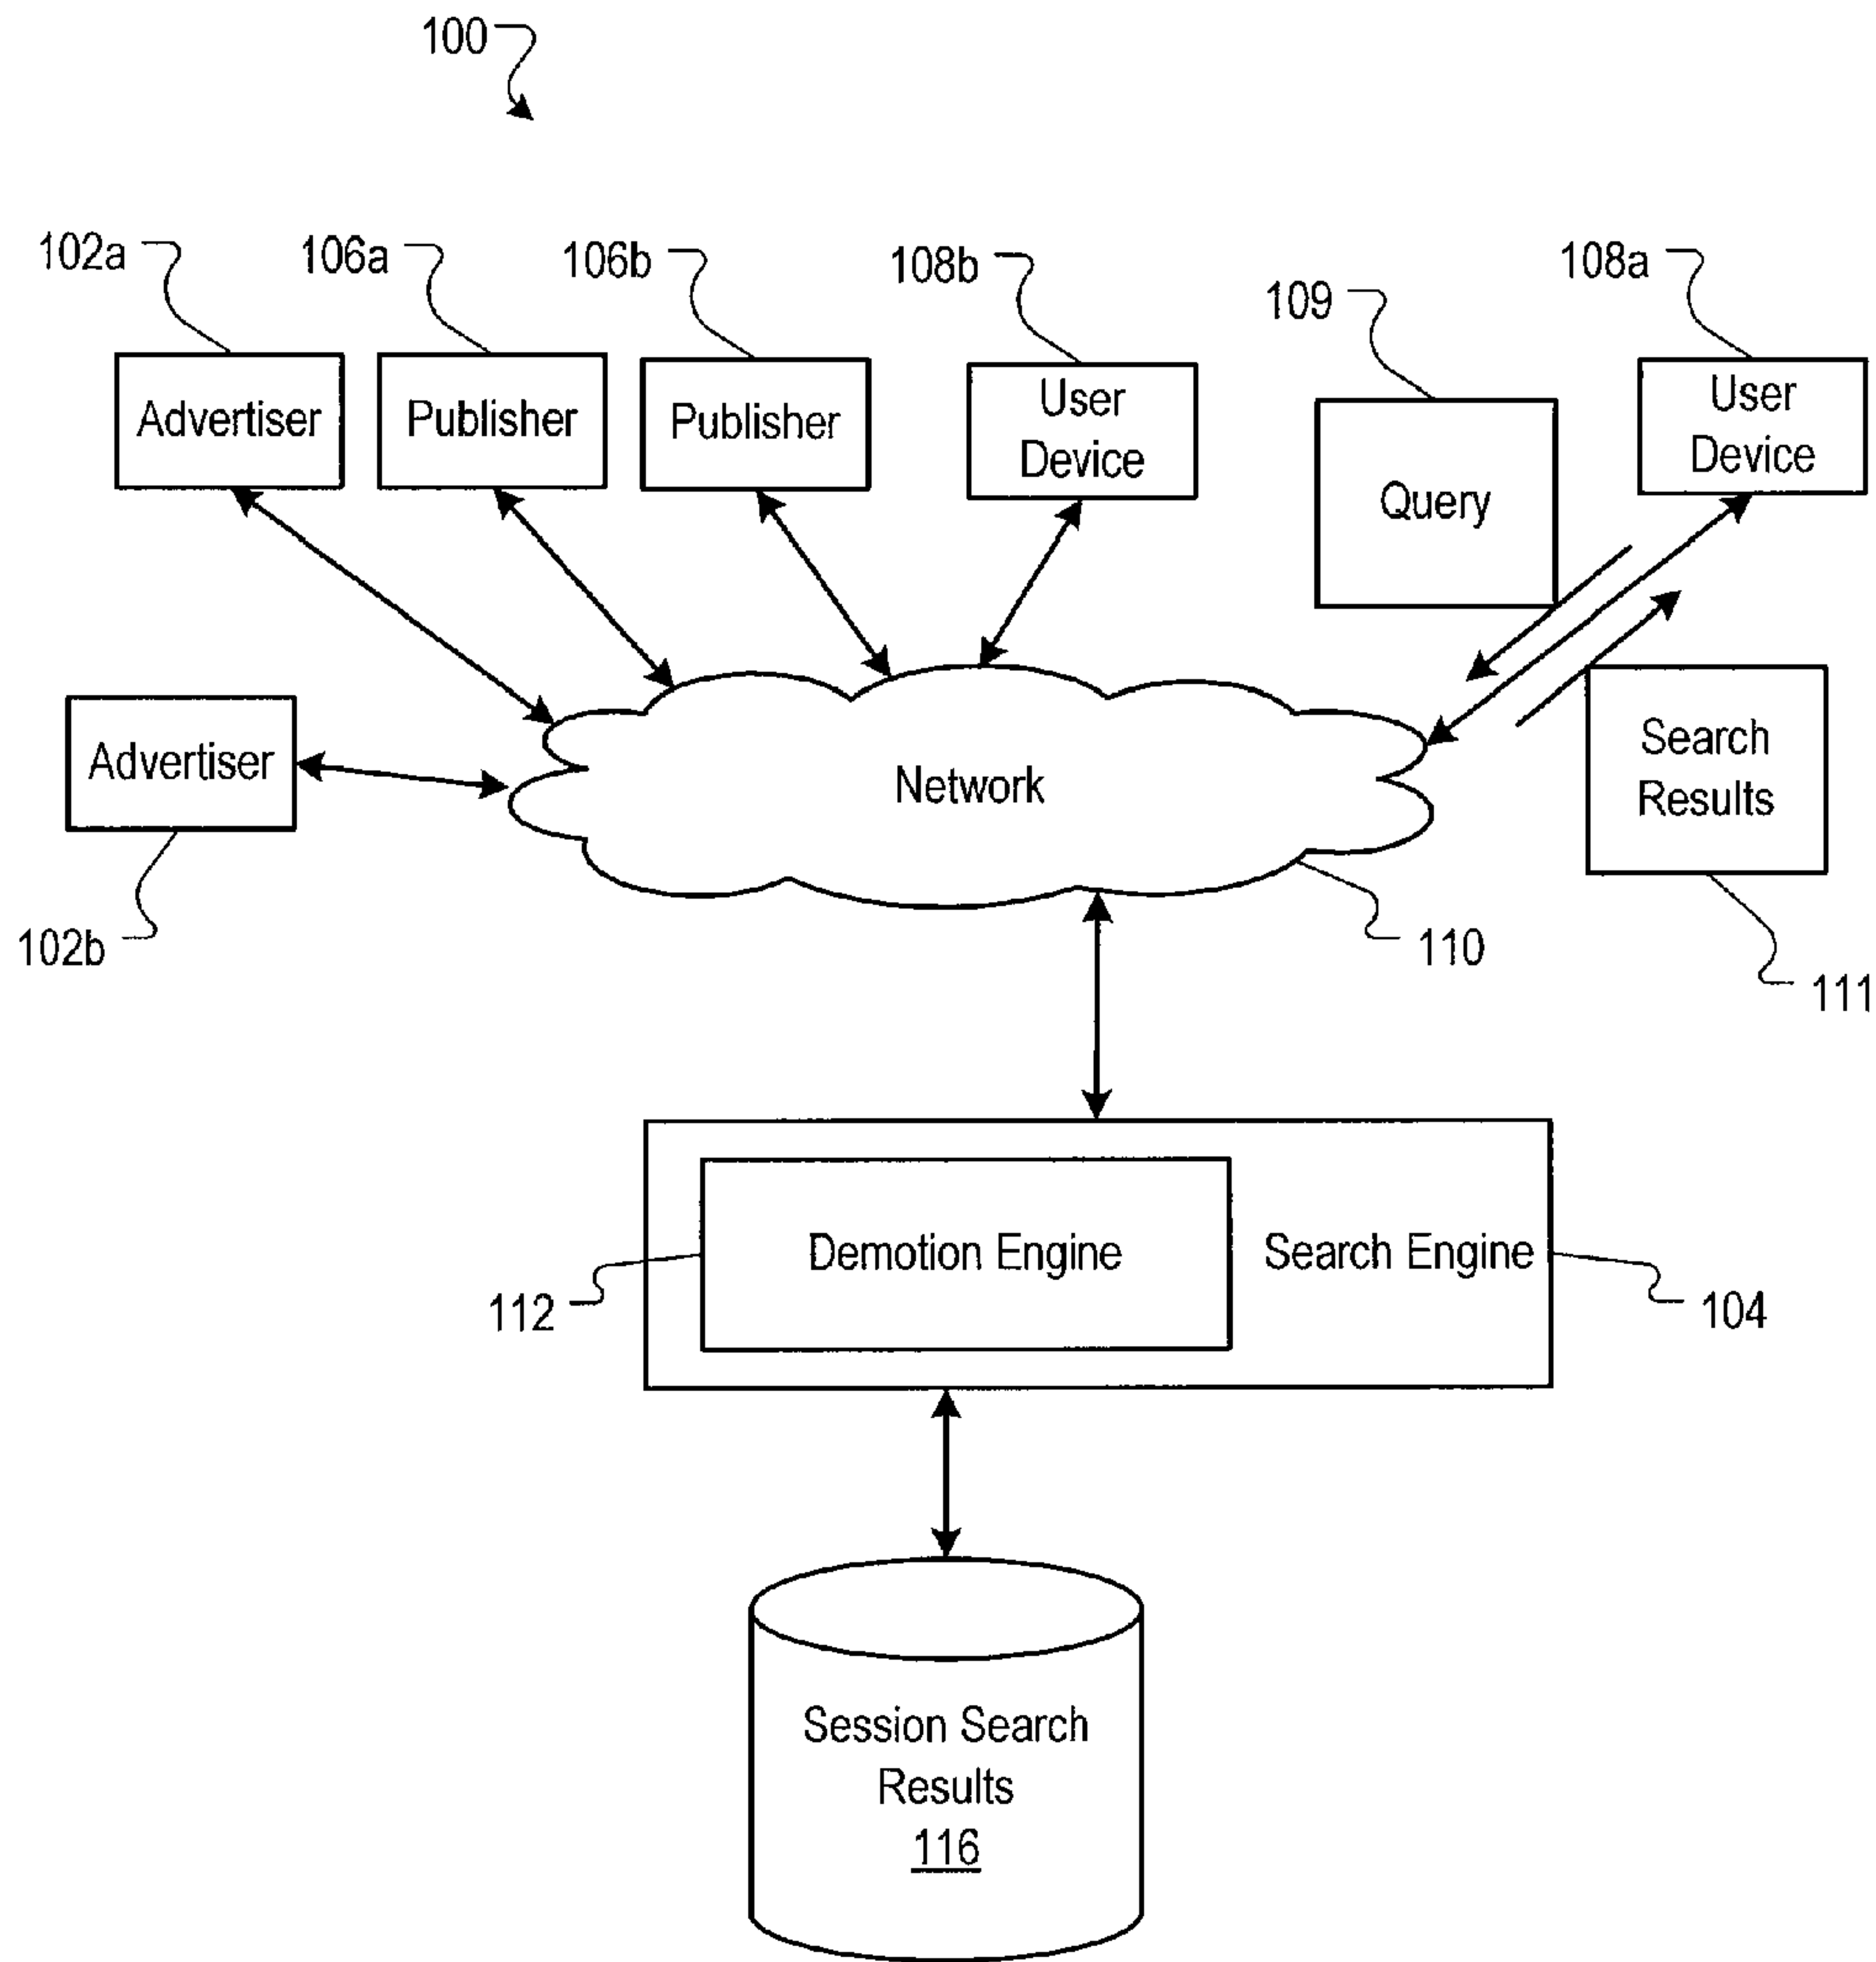 100
102a
106a
106b
108b
109
108a
Advertiser
Publisher
Publisher
User
Device
Query
User
Device
Advertiser
Network
Search
Results
102b
110
111
Demotion Engine
Search Engine
112
104
Session Search
Results
116